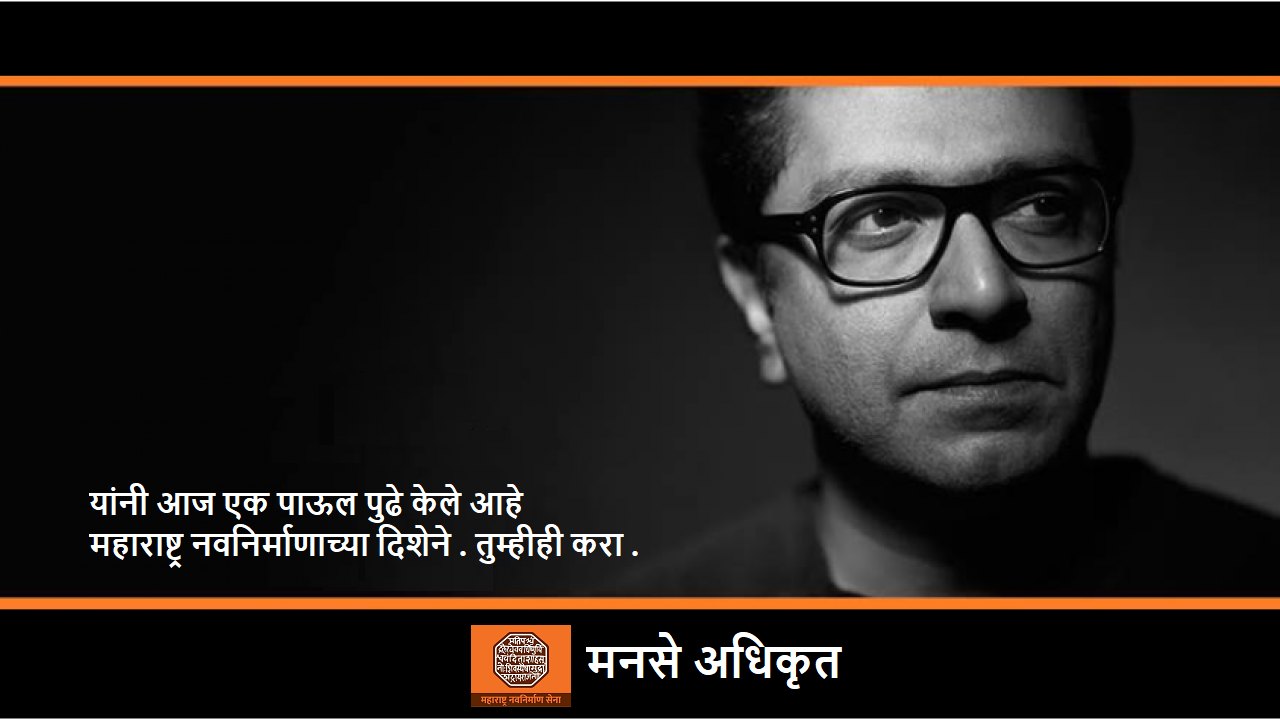 यांनी आज एक पाऊल पुढे केले आहे
महाराष्ट्र नवनिर्माणाच्या दिशेने . तुम्हीही करा .
मनसे अधिकृत
महाराष्ट्र नवनिर्माण सेना